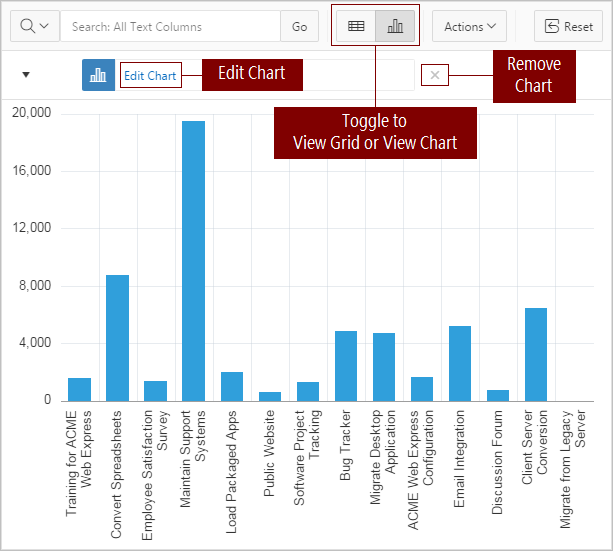 Search: All Text Columns
Go
Actions
Reset
Edit Chart
Edit Chart
Remove
Chart
Toggle to
View Grid or View Chart
20,000
16,000
12,000
8,000
4,000
0
Training for ACME
Web Express
Convert Spreadsheets
Employee Satisfaction
Survey
Maintain Support
Systems
Load Packaged Apps
Public Website
Software Project
Tracking
Bug Tracker
Migrate Desktop
Application
ACME Web Express
Configuration
Email Integration
Discussion Forum
Client Server
Conversion
Migrate from Legacy
Server